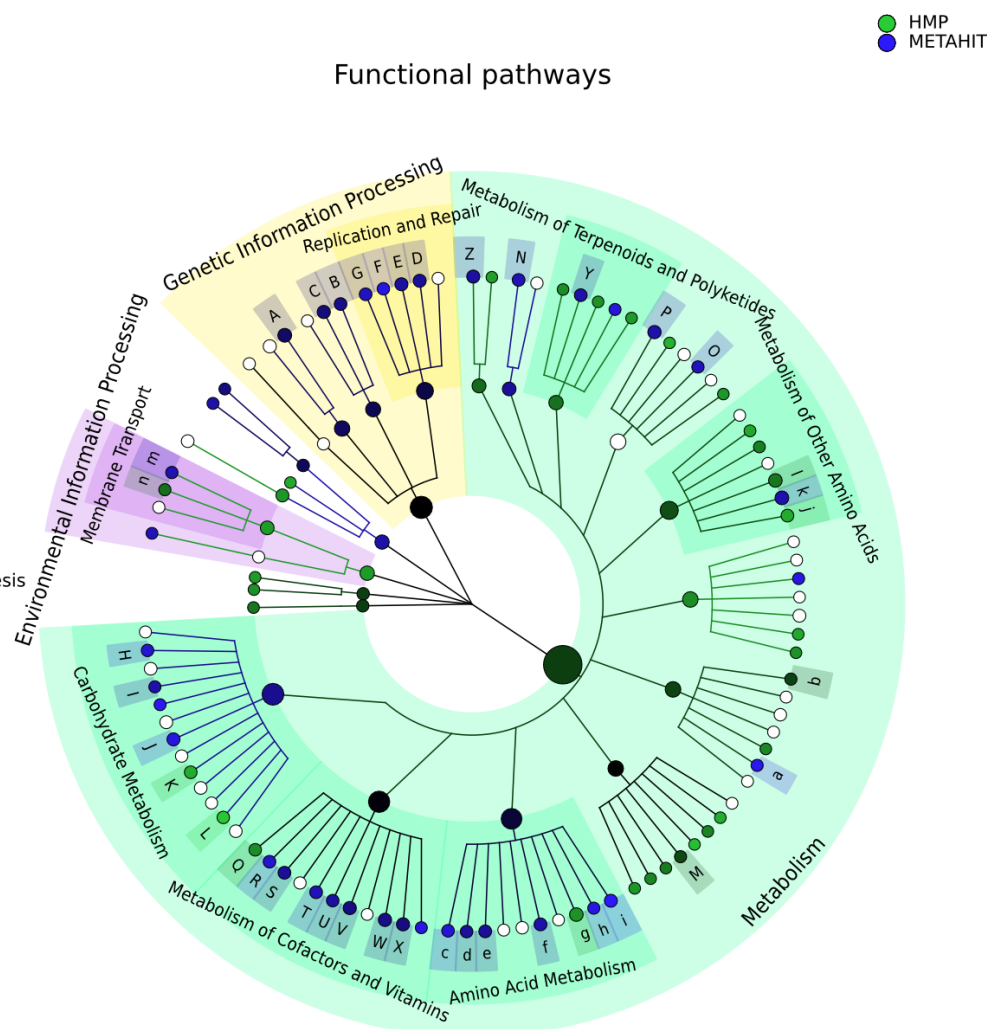 HMP
METAHIT
Functional pathways
Genetic Information Processing
Replication and Repair
Metabolism of Terpenoids and Polyketides
Metabolism of Other Amino Acids
Environmental Information Processing
Membrane Transport
esis
Carbohydrate Metabolism
Metabolism of Cofactors and Vitamins
Amino Acid Metabolism
Metabolism
A
C
B
G
F
E
D
Z
N
Y
P
O
l
k
j
b
a
M
i
h
g
f
e
d
c
X
W
V
U
T
S
R
Q
L
K
J
I
H
n
m